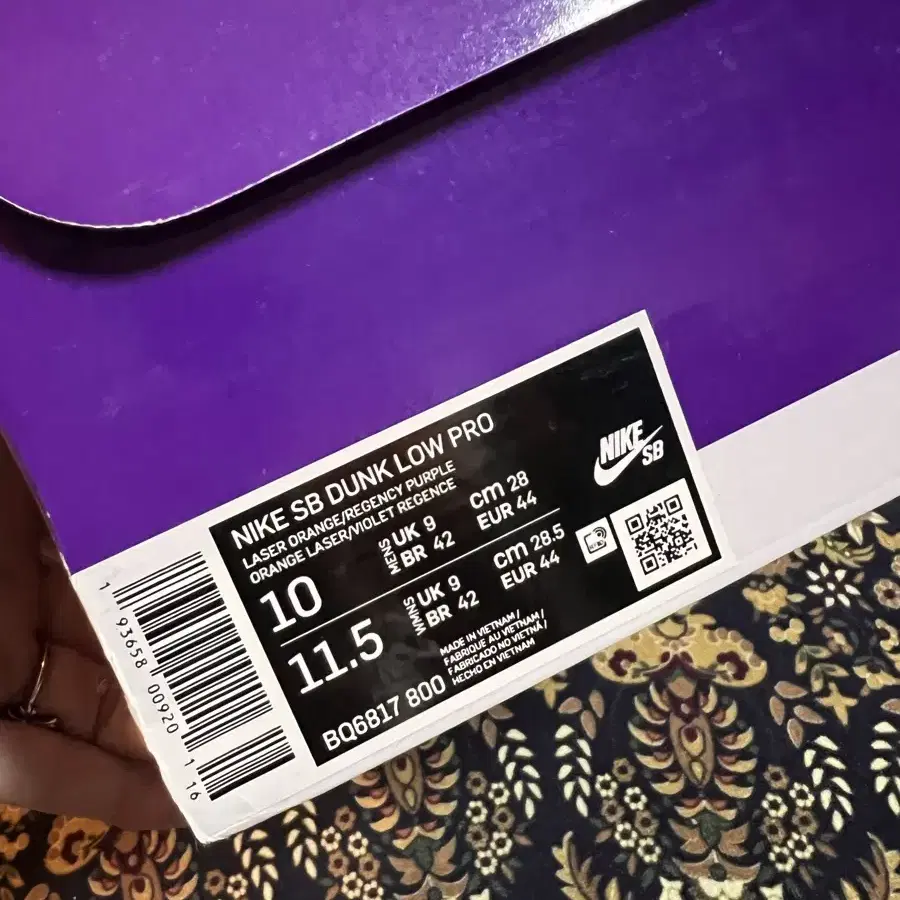 NIKE SB DUNK LOW PRO
LASER ORANGE/REGENCY PURPLE
ORANGE LASER/VIOLET REGENCE
10
MENS
UK 9
BR 42
cm 28
EUR 44
11.5
WMNS
UK 9
BR 42
cm 28.5
EUR 44
BQ6817 800
MADE IN VIETNAM /
FABRIQUE AU VIETNAM /
FABRICADO NO VIETNÃ /
HECHO EN VIETNAM
NIKE
SB
1 93658 00920 1
16